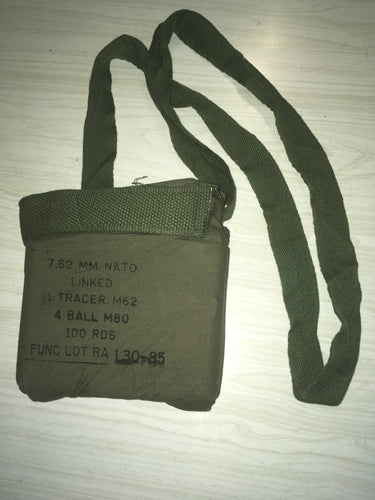 7.62 MM. NATO
LINKED
1 TRACER. M62
4 BALL M80
100 RDS
FUNC LOT RA L30-85